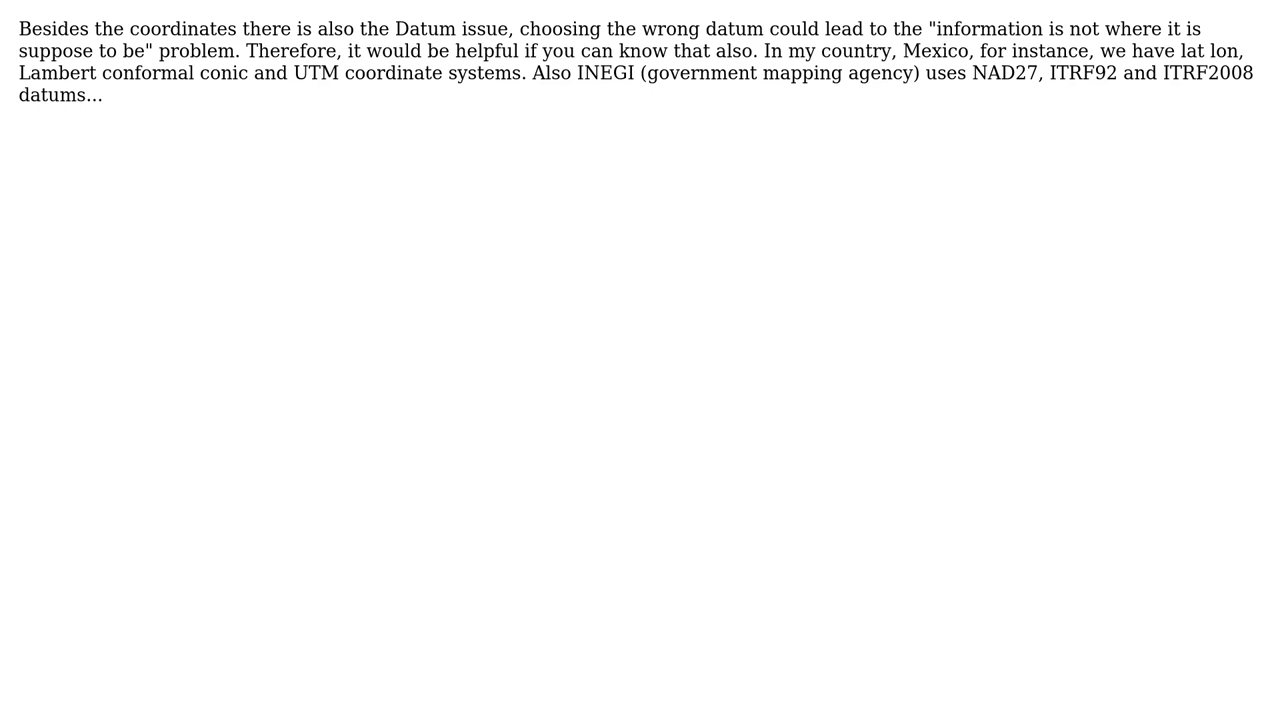 Besides the coordinates there is also the Datum issue, choosing the wrong datum could lead to the "information is not where it is
suppose to be" problem. Therefore, it would be helpful if you can know that also. In my country, Mexico, for instance, we have lat lon,
Lambert conformal conic and UTM coordinate systems. Also INEGI (government mapping agency) uses NAD27, ITRF92 and ITRF2008
datums...